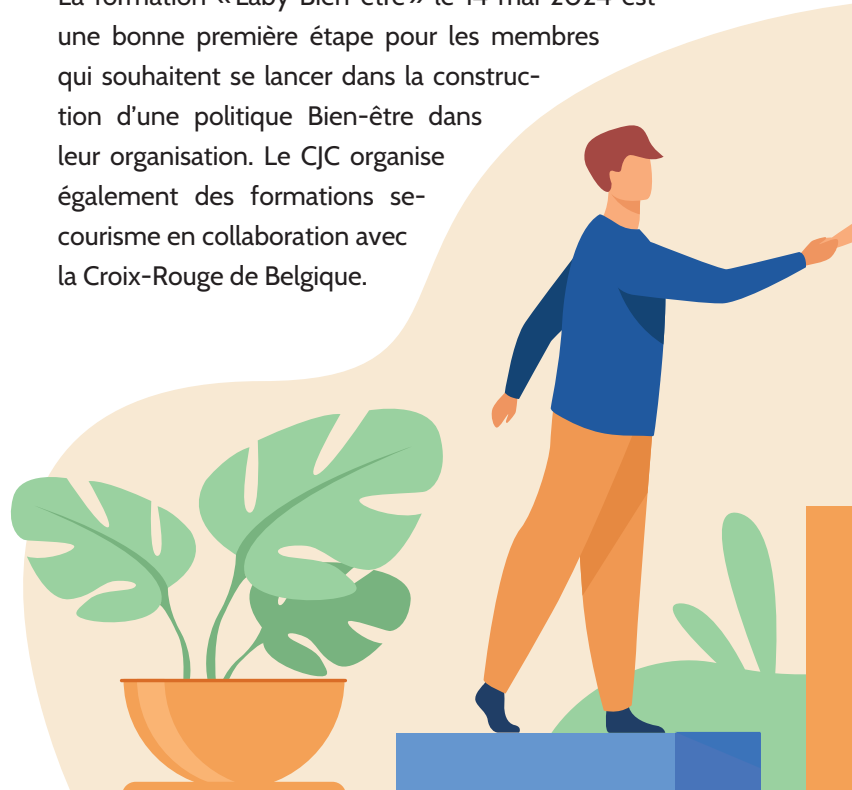 La formation « Laby Bien-être » le 14 mai 2024 est
une bonne première étape pour les membres
qui souhaitent se lancer dans la construc-
tion d’une politique Bien-être dans
leur organisation. Le CJC organise
également des formations se-
courisme en collaboration avec
la Croix-Rouge de Belgique.